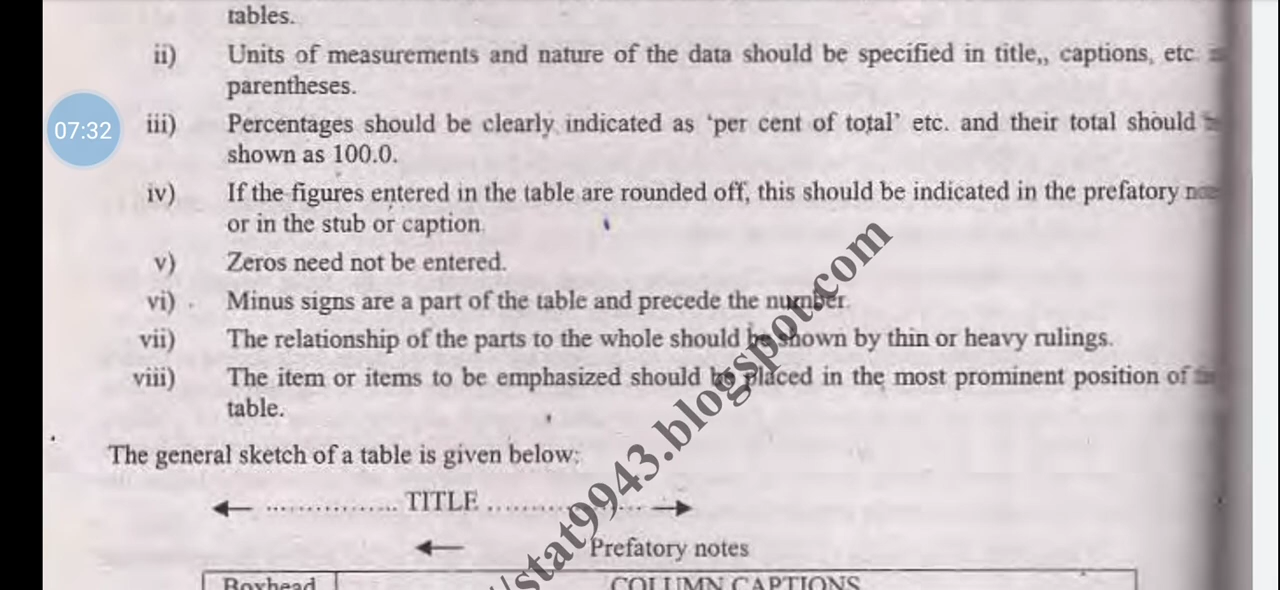 tables.
ii) Units of measurements and nature of the data should be specified in title,, captions, etc.
parentheses.
07:32
iii) Percentages should be clearly indicated as ‘per cent of total’ etc. and their total should
shown as 100.0.
iv) If the figures entered in the table are rounded off, this should be indicated in the prefatory
or in the stub or caption.
v) Zeros need not be entered.
vi) Minus signs are a part of the table and precede the number.
vii) The relationship of the parts to the whole should be shown by thin or heavy rulings.
viii) The item or items to be emphasized should be placed in the most prominent position of
table.
The general sketch of a table is given below:
................ TITLE ................
Prefatory notes
Boxhead COLUMN CAPTIONS
/stat9943.blogspot.com